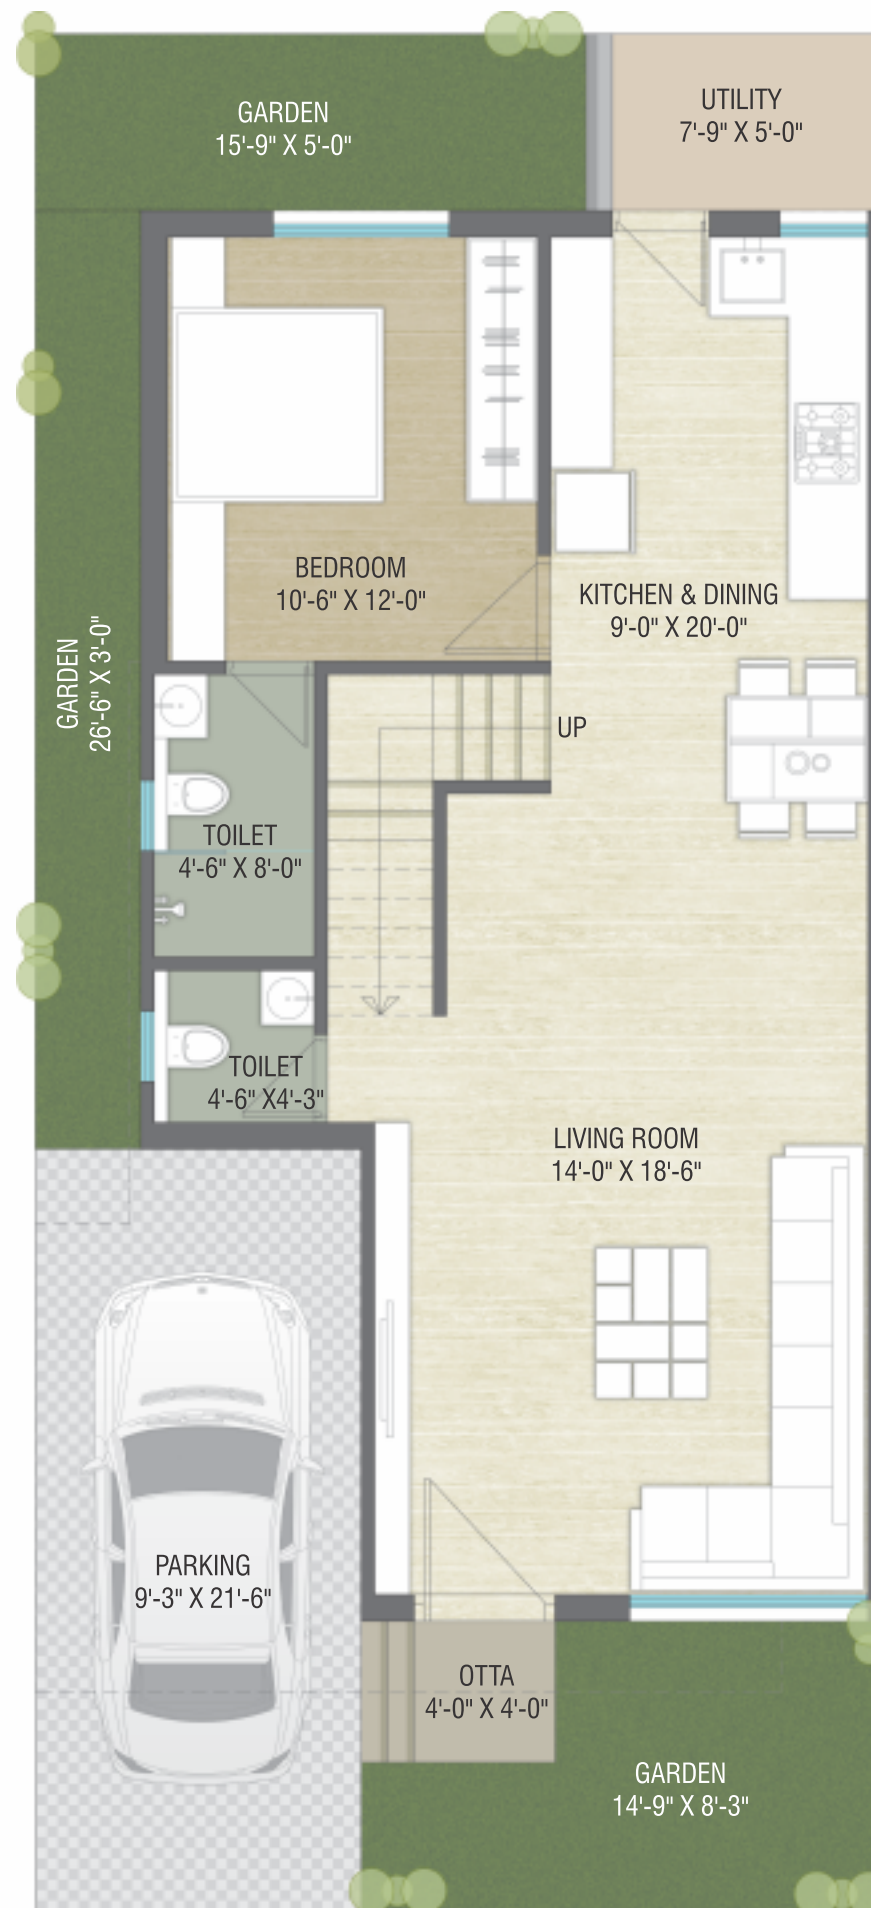 GARDEN
15'-9" X 5'-0"
UTILITY
7'-9" X 5'-0"
BEDROOM
10'-6" X 12'-0"
KITCHEN & DINING
9'-0" X 20'-0"
GARDEN
26'-6" X 3'-0"
UP
TOILET
4'-6" X 8'-0"
TOILET
4'-6" X4'-3"
LIVING ROOM
14'-0" X 18'-6"
PARKING
9'-3" X 21'-6"
OTTA
4'-0" X 4'-0"
GARDEN
14'-9" X 8'-3"